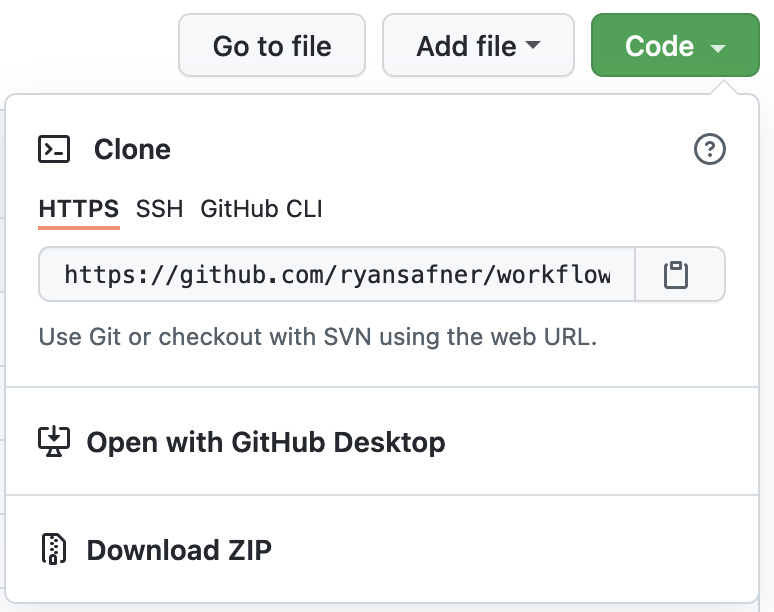 Go to file Add file Code
Clone
HTTPS SSH GitHub CLI
https://github.com/ryansafner/workflow
Use Git or checkout with SVN using the web URL.
Open with GitHub Desktop
Download ZIP